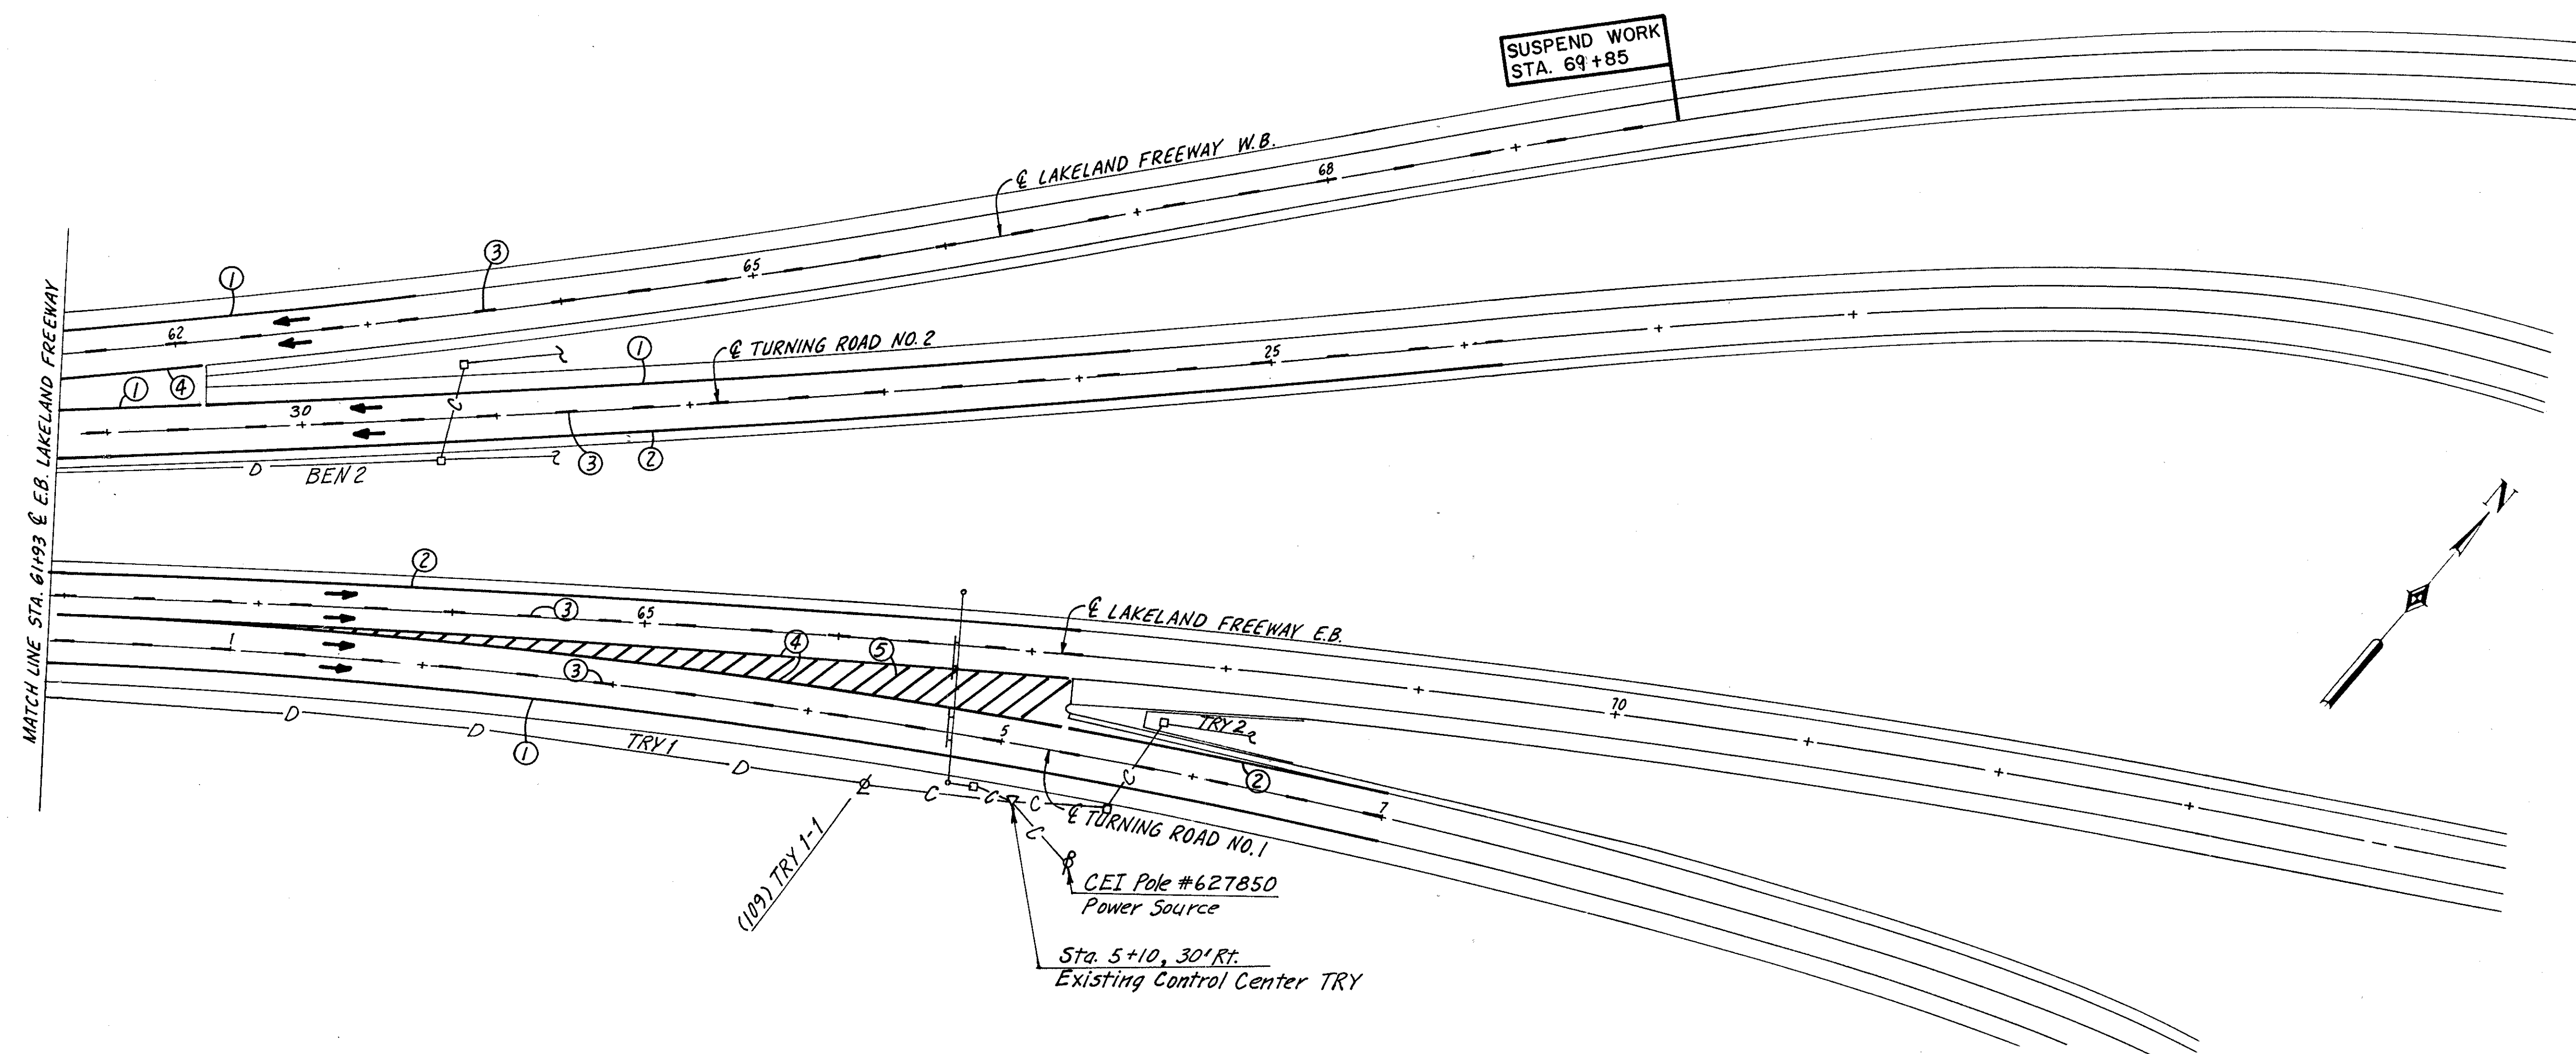 SUSPEND WORK
STA. 69+85
℄ LAKELAND FREEWAY W.B.
68
65
62
3
1
℄ TURNING ROAD NO. 2
25
1
1
4
30
3
2
C
D
BEN 2
MATCH LINE STA. 61+93 ℄ E.B. LAKELAND FREEWAY
N
2
3
65
℄ LAKELAND FREEWAY E.B.
1
4
5
3
70
5
TRY 2
2
7
D
D
TRY 1
D
1
C
C
C
C
C
℄ TURNING ROAD NO. 1
(109) TRY 1-1
CEI Pole #627850
Power Source
Sta. 5+10, 30' Rt.
Existing Control Center TRY